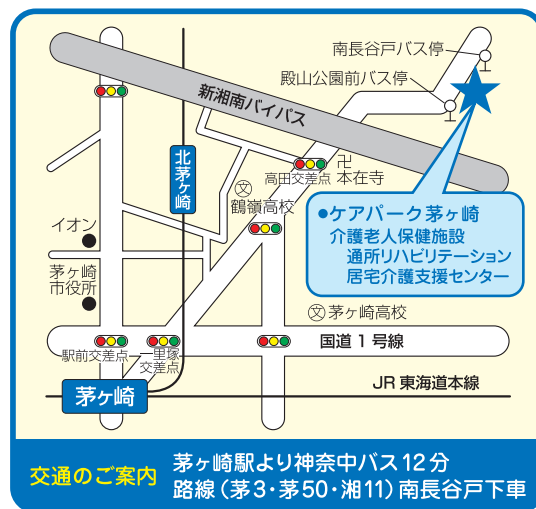 南長谷戸バス停
殿山公園前バス停
新湘南バイパス
北茅ヶ崎
高田交差点
卍
本在寺
文
鶴嶺高校
●ケアパーク茅ヶ崎
介護老人保健施設
通所リハビリテーション
居宅介護支援センター
イオン
茅ヶ崎
市役所
文茅ヶ崎高校
国道1号線
駅前交差点
一里塚
交差点
茅ヶ崎
JR東海道本線
交通のご案内
茅ヶ崎駅より神奈中バス12分
路線(茅3・茅50・湘11)南長谷戸下車